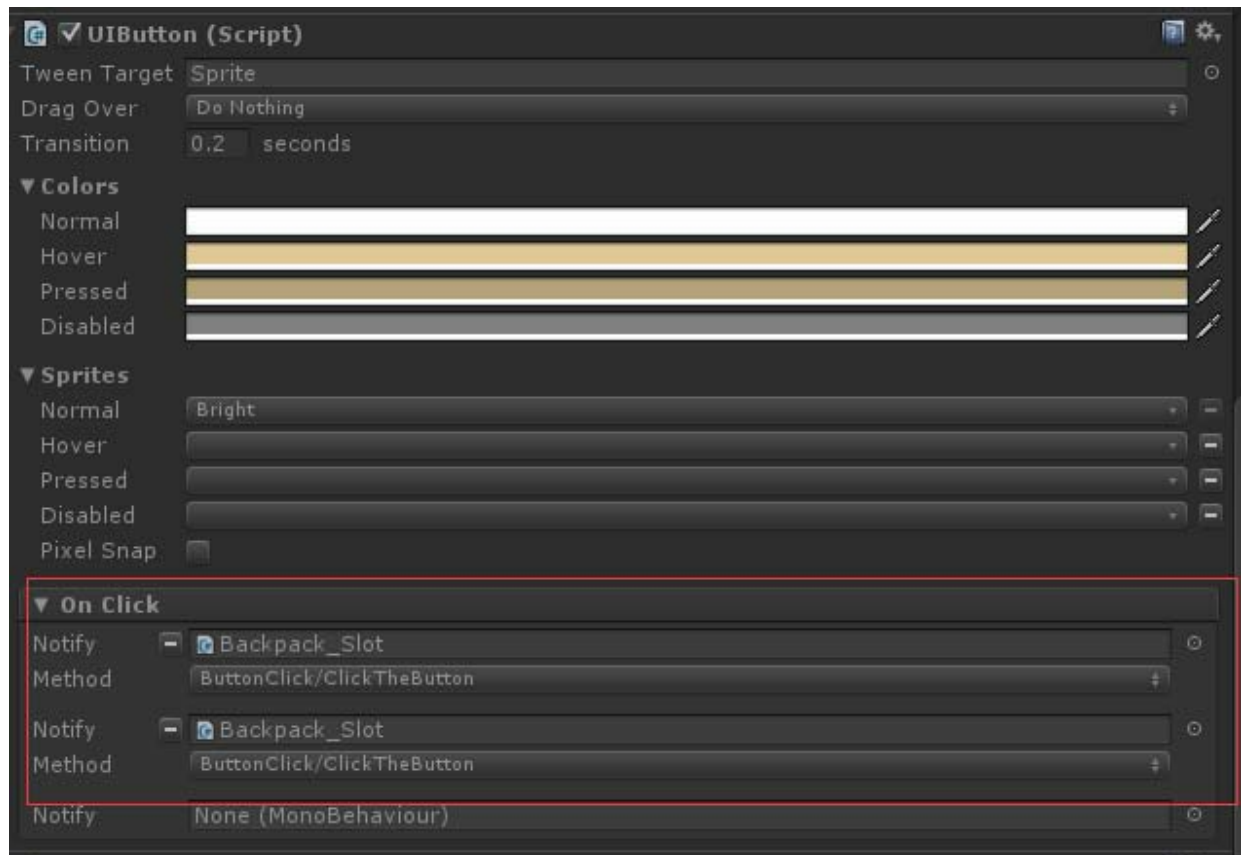 UIButton (Script)
Tween Target Sprite
Drag Over Do Nothing
Transition 0.2 seconds
▼ Colors
Normal
Hover
Pressed
Disabled
▼ Sprites
Normal Bright
Hover
Pressed
Disabled
Pixel Snap
▼ On Click
Notify Backpack_Slot
Method ButtonClick/ClickTheButton
Notify Backpack_Slot
Method ButtonClick/ClickTheButton
Notify None (MonoBehaviour)